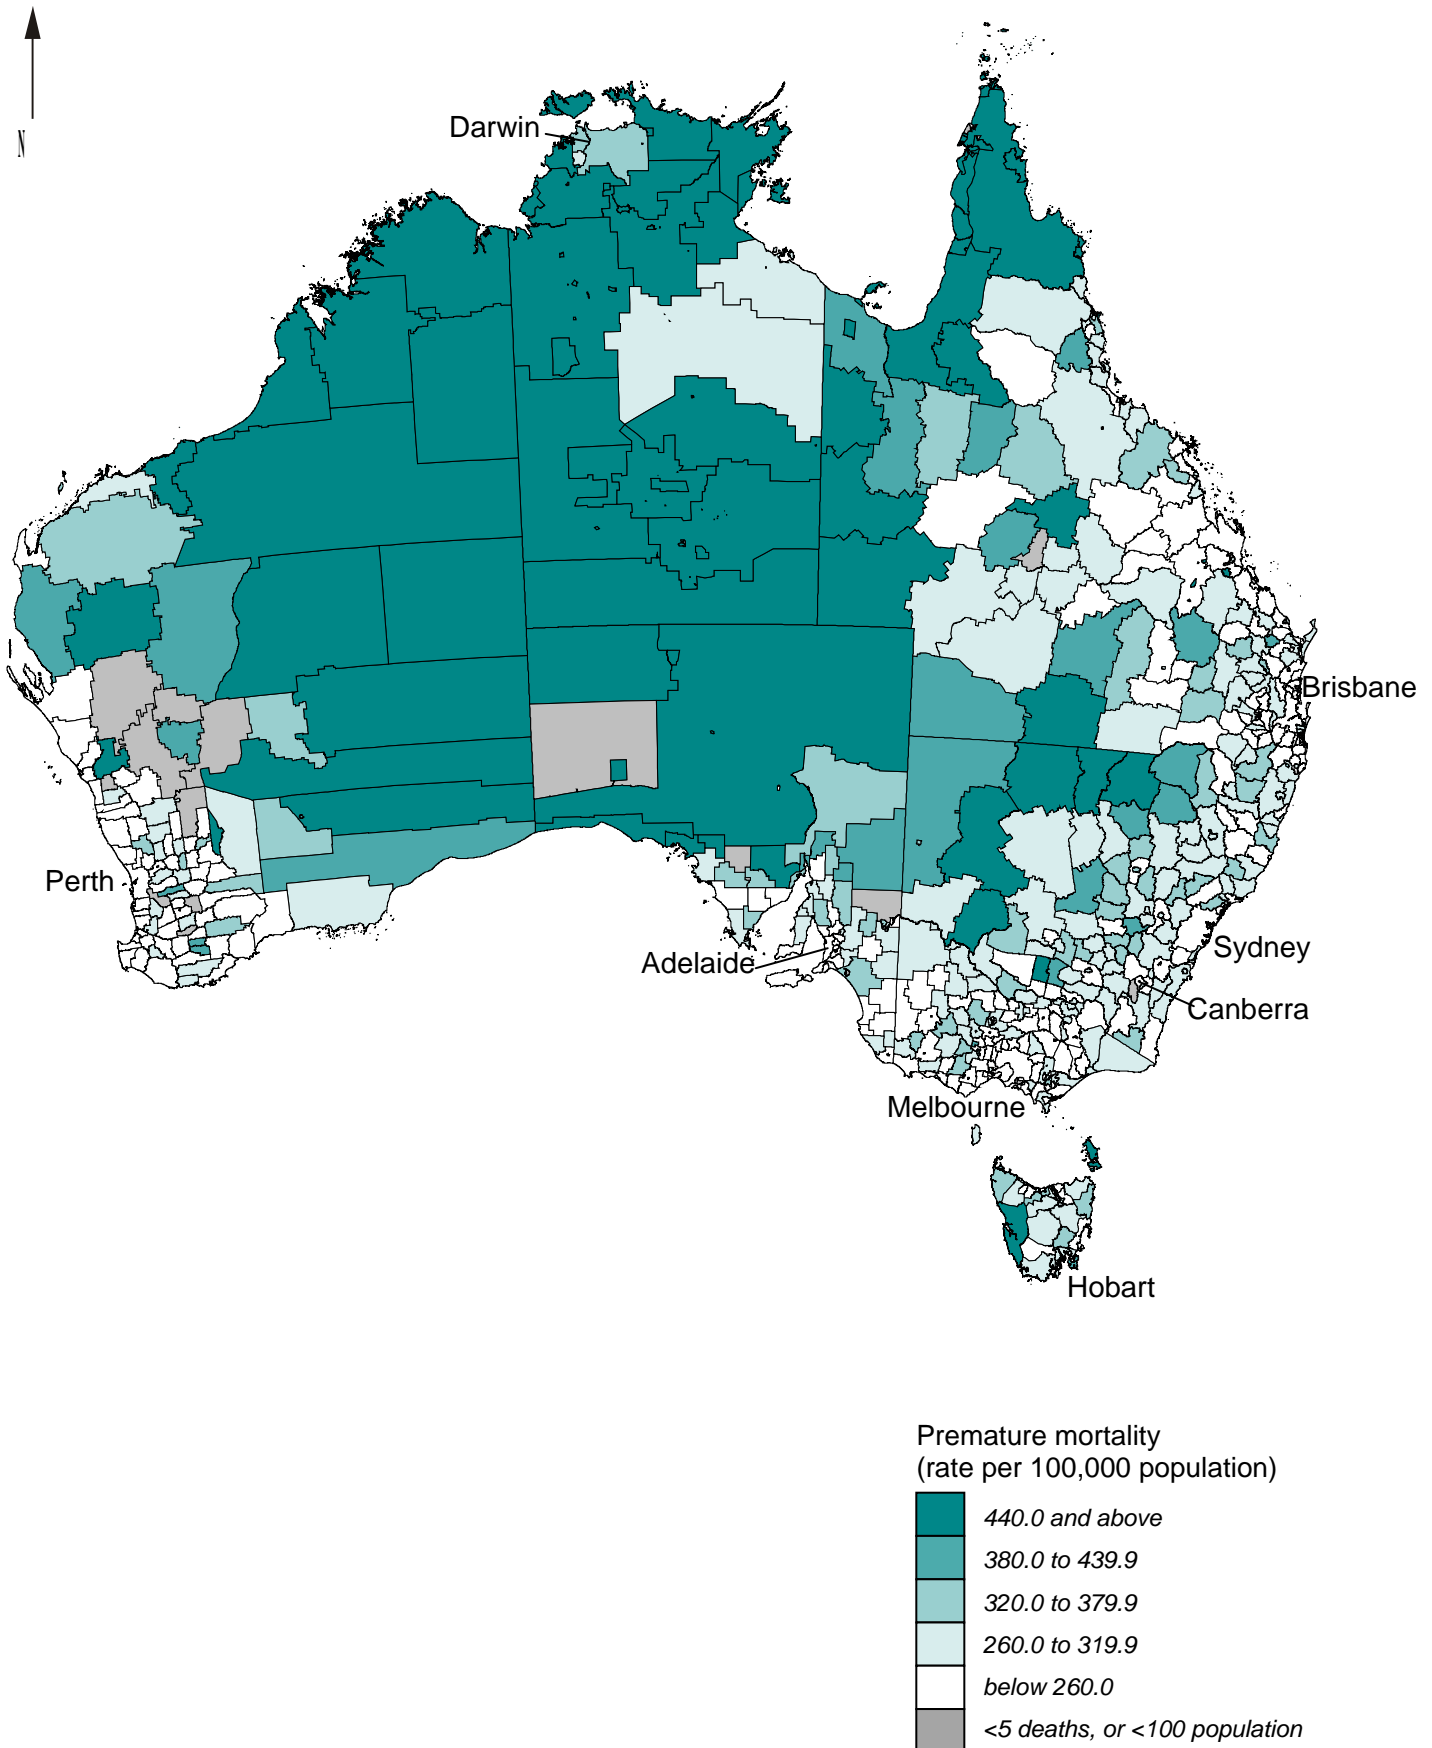 N
Darwin
Brisbane
Perth
Adelaide
Sydney
Canberra
Melbourne
Hobart
Premature mortality
(rate per 100,000 population)
440.0 and above
380.0 to 439.9
320.0 to 379.9
260.0 to 319.9
below 260.0
<5 deaths, or <100 population